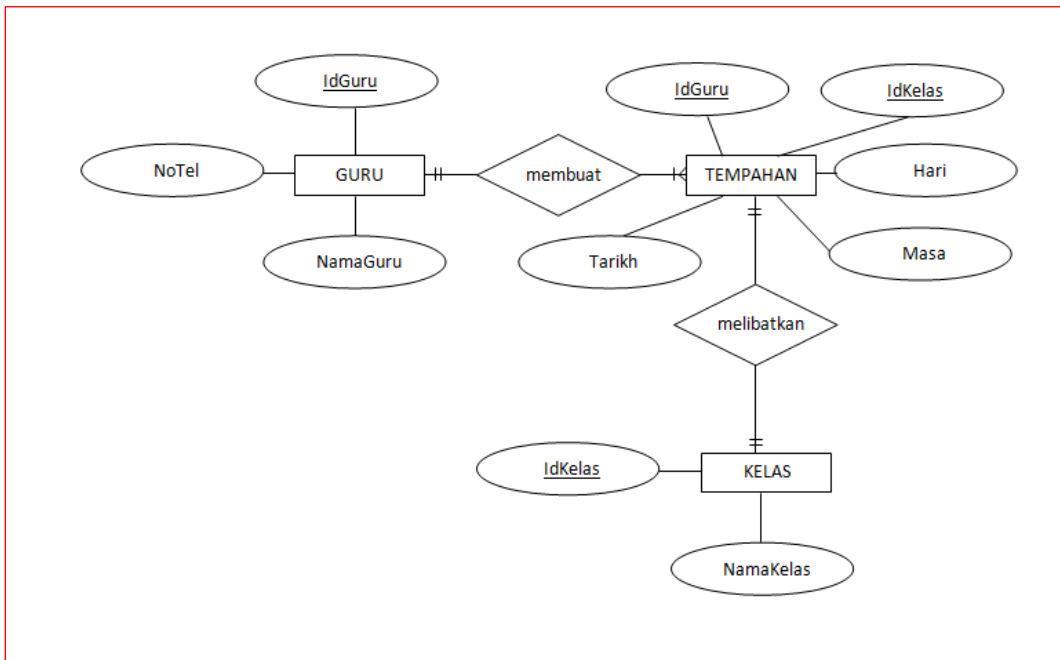 IdGuru
IdGuru
IdKelas
NoTel
GURU
membuat
TEMPAHAN
Hari
NamaGuru
Tarikh
Masa
melibatkan
IdKelas
KELAS
NamaKelas